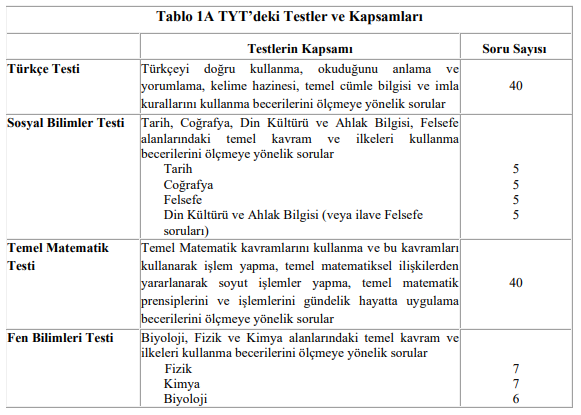 Tablo 1A TYT’deki Testler ve Kapsamları
Testlerin Kapsamı Soru Sayısı
Türkçe Testi
Türkçeyi doğru kullanma, okuduğunu anlama ve
yorumlama, kelime hazinesi, temel cümle bilgisi ve imla
kurallarını kullanma becerilerini ölçmeye yönelik sorular
40
Sosyal Bilimler Testi
Tarih, Coğrafya, Din Kültürü ve Ahlak Bilgisi, Felsefe
alanlarındaki temel kavram ve ilkeleri kullanma
becerilerini ölçmeye yönelik sorular
Tarih 5
Coğrafya 5
Felsefe 5
Din Kültürü ve Ahlak Bilgisi (veya ilave Felsefe 5
soruları)
Temel Matematik
Testi
Temel Matematik kavramlarını kullanma ve bu kavramları
kullanarak işlem yapma, temel matematiksel ilişkilerden
yararlanarak soyut işlemler yapma, temel matematik
prensiplerini ve işlemlerini gündelik hayatta uygulama
becerilerini ölçmeye yönelik sorular
40
Fen Bilimleri Testi
Biyoloji, Fizik ve Kimya alanlarındaki temel kavram ve
ilkeleri kullanma becerilerini ölçmeye yönelik sorular
Fizik 7
Kimya 7
Biyoloji 6